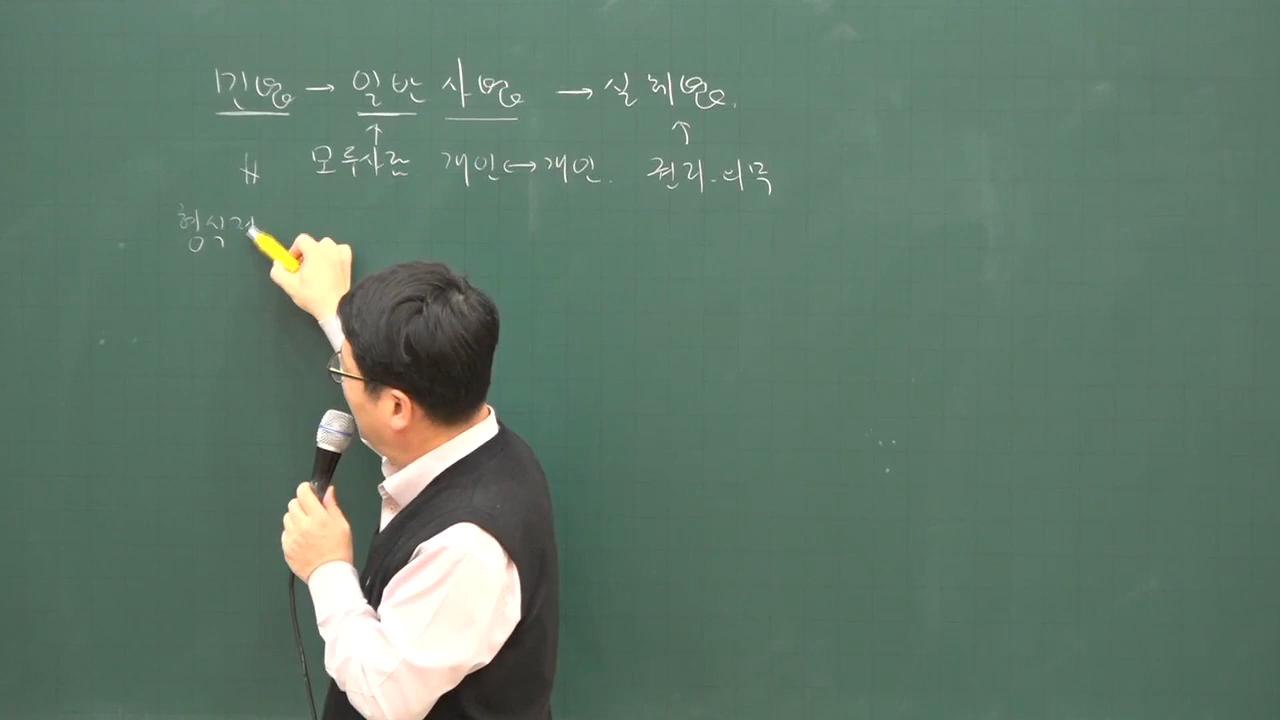 민법 → 일반 사법 → 실체법.
↑ ↑
# 모두사람 개인↔개인. 권리-의무
형식적